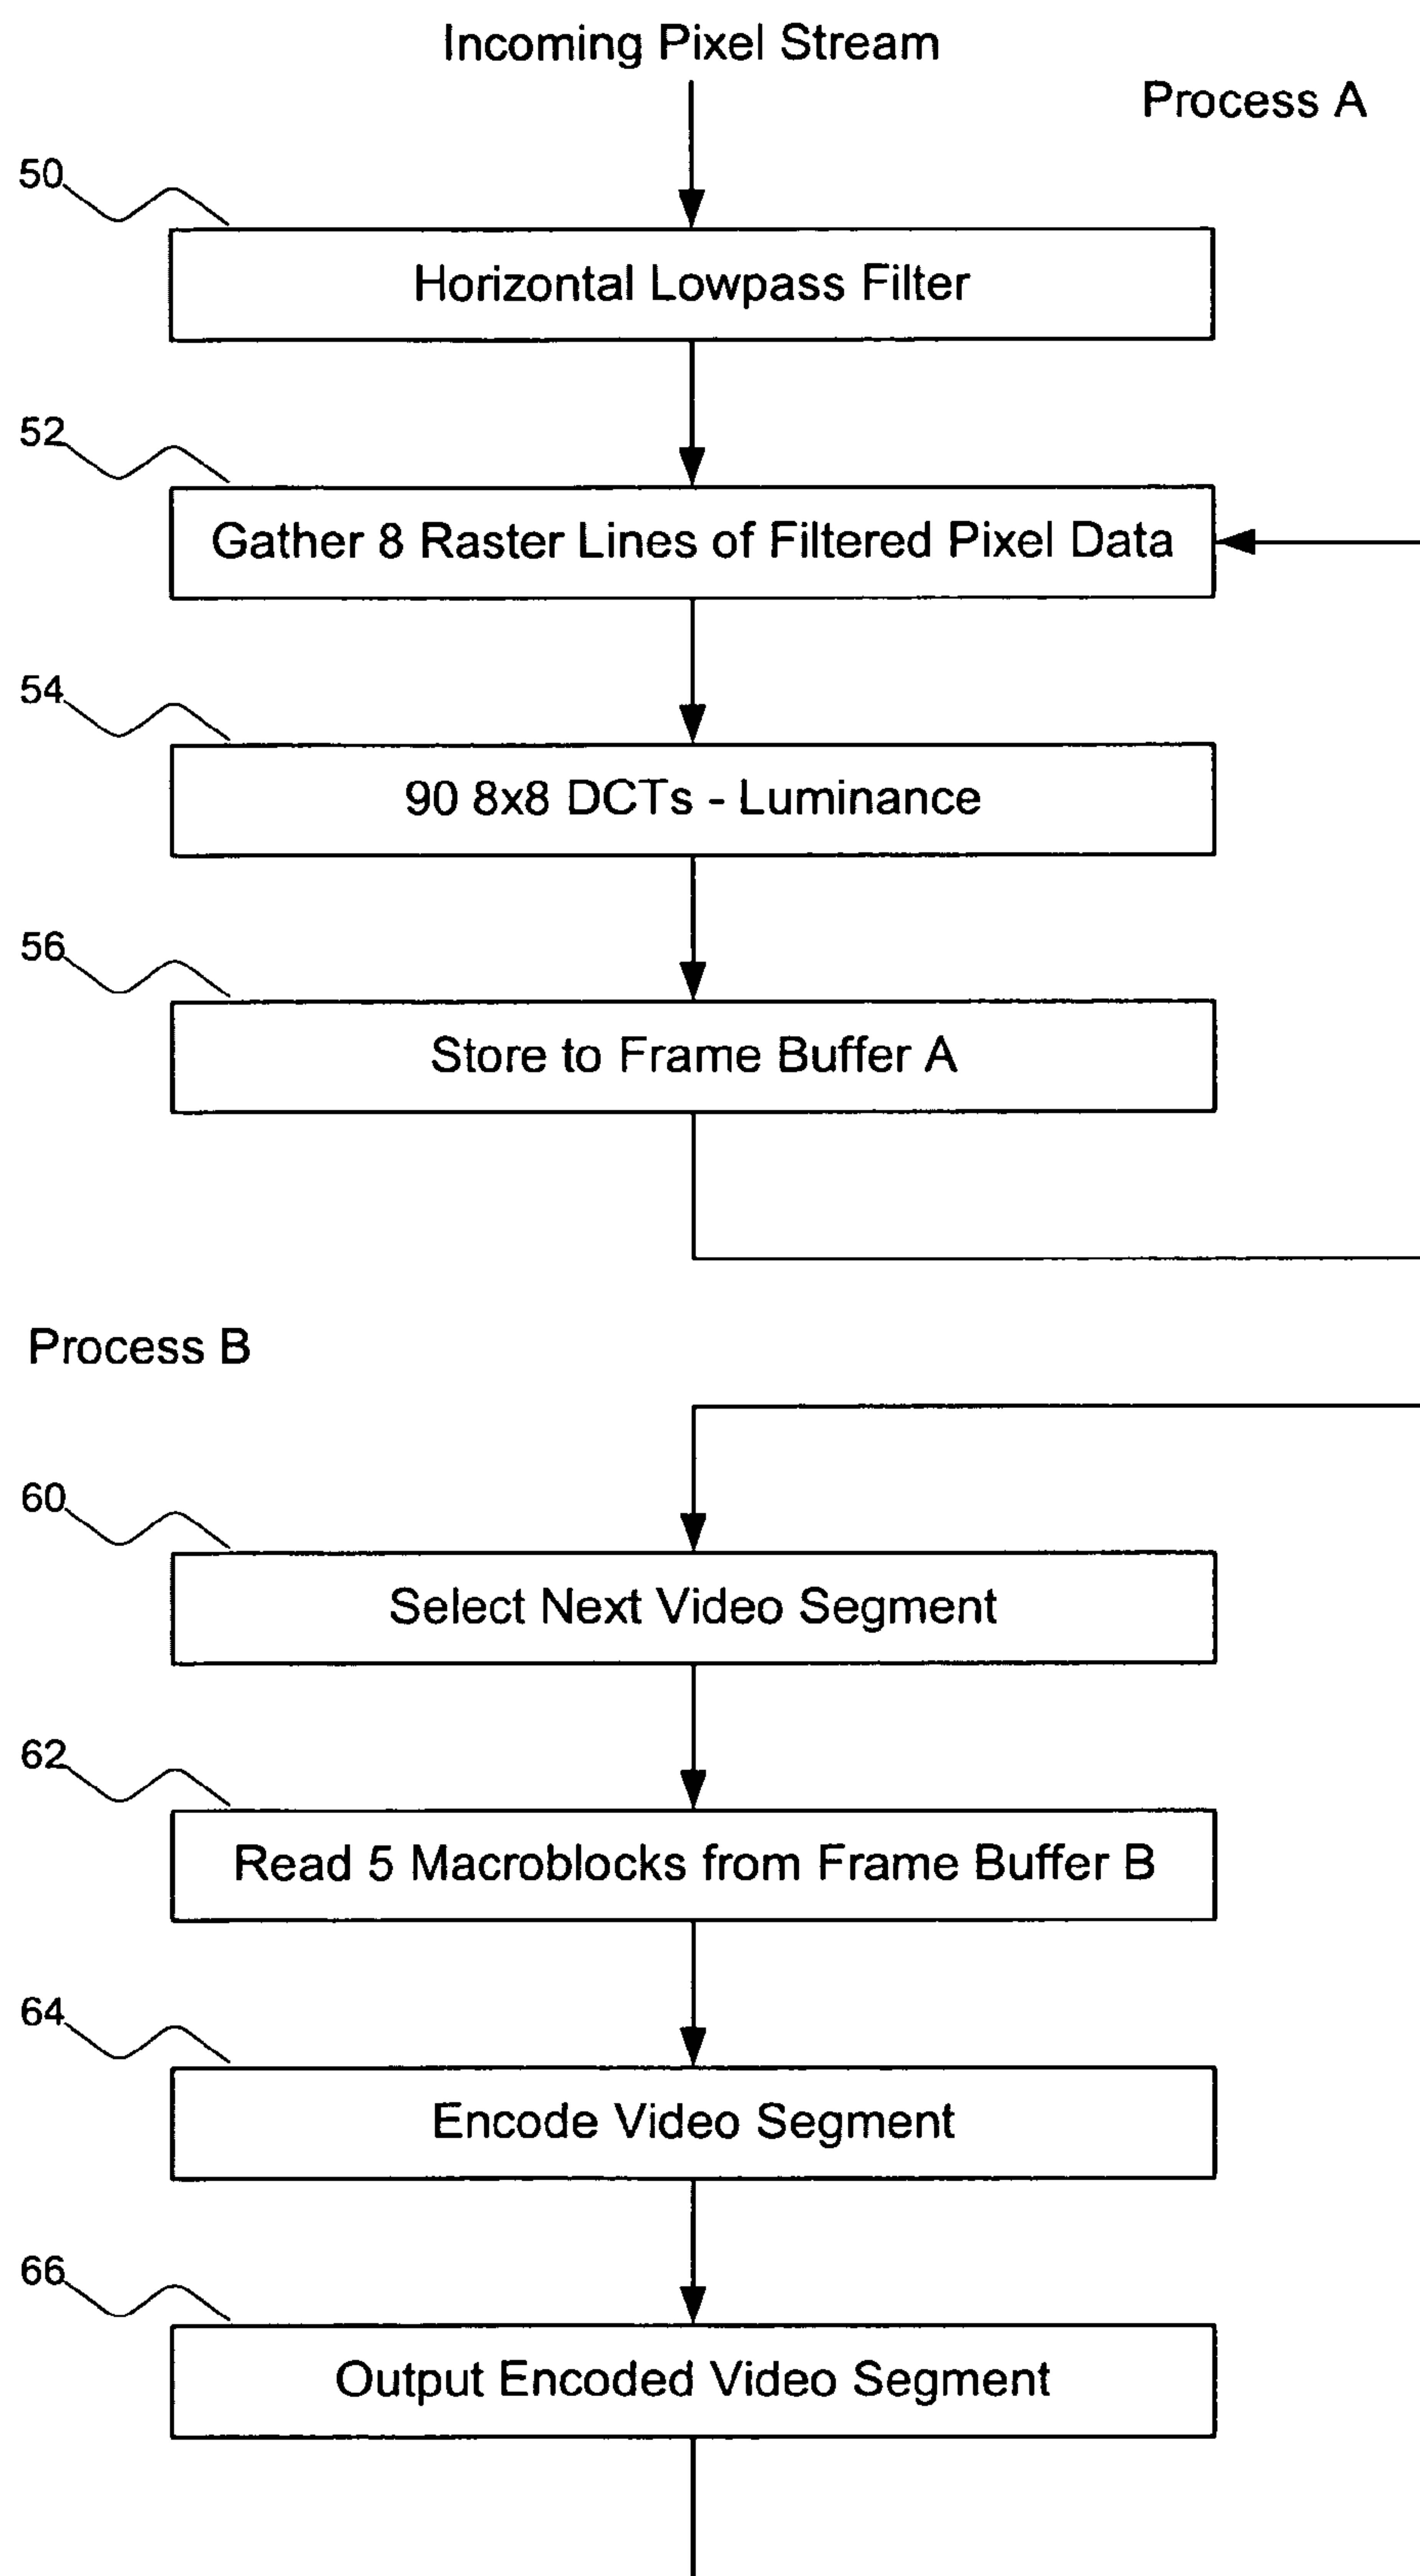 Incoming Pixel Stream
Process A
50
Horizontal Lowpass Filter
52
Gather 8 Raster Lines of Filtered Pixel Data
54
90 8x8 DCTs - Luminance
56
Store to Frame Buffer A
Process B
60
Select Next Video Segment
62
Read 5 Macroblocks from Frame Buffer B
64
Encode Video Segment
66
Output Encoded Video Segment